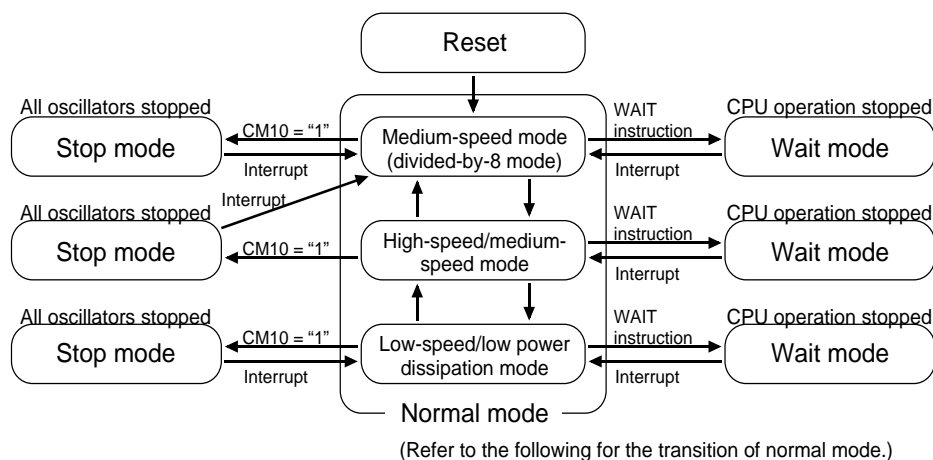 Reset
All oscillators stopped
Stop mode
CM10 = “1”
Interrupt
Medium-speed mode
(divided-by-8 mode)
WAIT
instruction
Interrupt
CPU operation stopped
Wait mode
Interrupt
All oscillators stopped
Stop mode
CM10 = “1”
High-speed/medium-
speed mode
WAIT
instruction
Interrupt
CPU operation stopped
Wait mode
All oscillators stopped
Stop mode
CM10 = “1”
Interrupt
Low-speed/low power
dissipation mode
WAIT
instruction
Interrupt
CPU operation stopped
Wait mode
Normal mode
(Refer to the following for the transition of normal mode.)